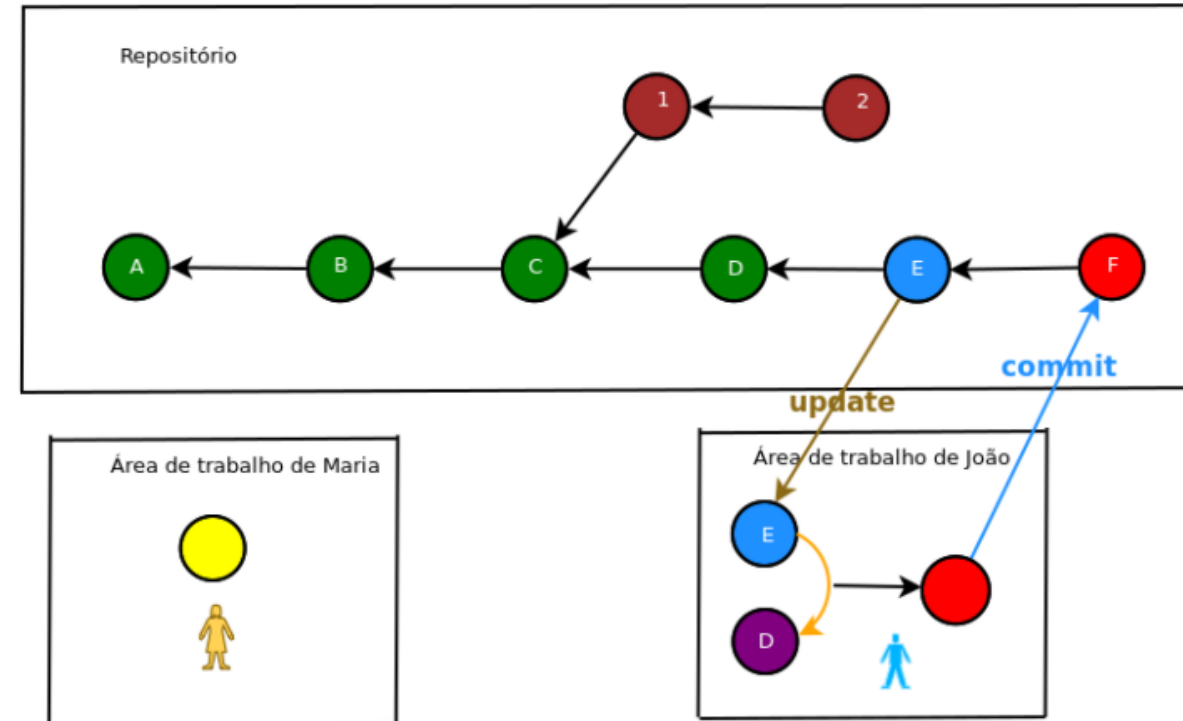 Repositório
1
2
A
B
C
D
E
F
commit
update
Área de trabalho de Maria
Área de trabalho de João
E
D